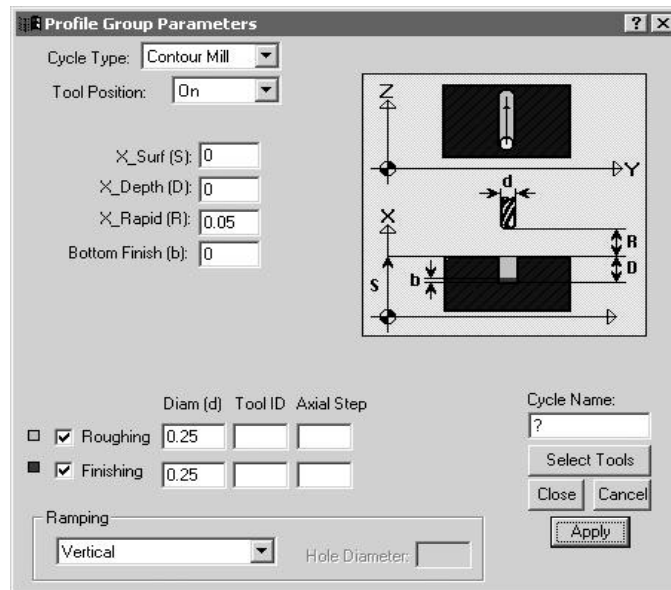 Profile Group Parameters
Cycle Type: Contour Mill
Tool Position: On
X_Surf (S): 0
X_Depth (D): 0
X_Rapid (R): 0.05
Bottom Finish (b): 0
Z
Y
d
X
R
D
b
S
Diam (d) Tool ID Axial Step
Roughing 0.25
Finishing 0.25
Ramping
Vertical
Hole Diameter:
Cycle Name:
?
Select Tools
Close Cancel
Apply